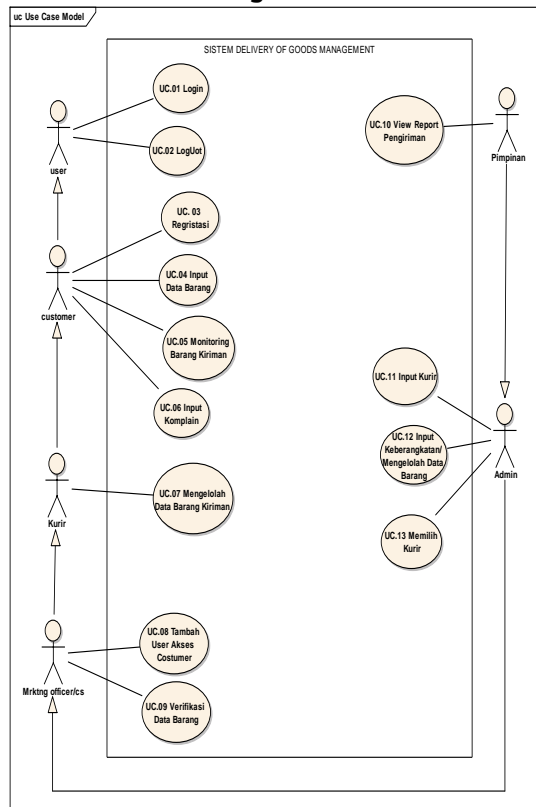 uc Use Case Model
SISTEM DELIVERY OF GOODS MANAGEMENT
UC.01 Login
UC.02 LogUot
user
UC. 03
Regristasi
UC.04 Input
Data Barang
customer
UC.05 Monitoring
Barang Kiriman
UC.06 Input
Komplain
Kurir
UC.07 Mengelolah
Data Barang Kiriman
UC.08 Tambah
User Akses
Costumer
Mrktng officer/cs
UC.09 Verifikasi
Data Barang
UC.10 View Report
Pengiriman
Pimpinan
UC.11 Input Kurir
UC.12 Input
Keberangkatan/
Mengelolah Data
Barang
Admin
UC.13 Memilih
Kurir